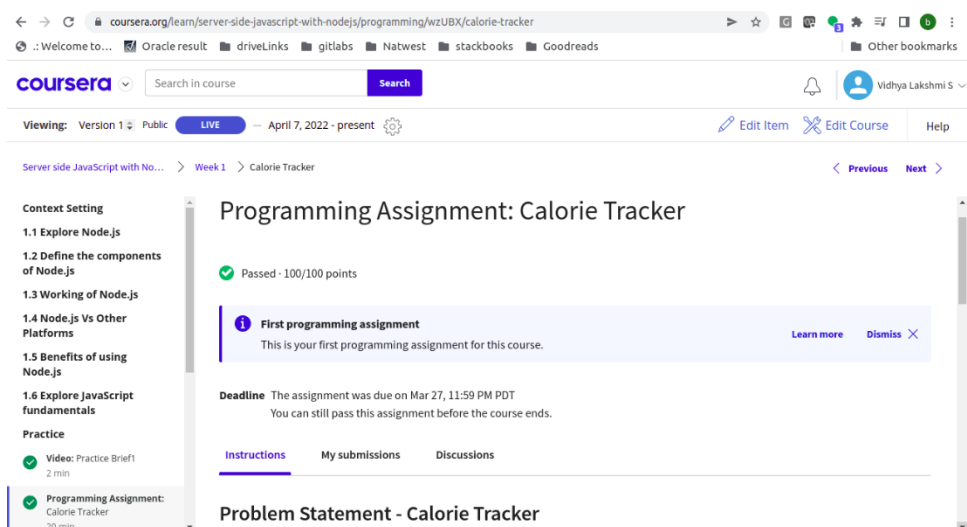 coursera.org/learn/server-side-javascript-with-nodejs/programming/wzUBX/calorie-tracker
3
b
.: Welcome to... Oracle result driveLinks gitlabs Natwest stackbooks Goodreads Other bookmarks
coursera Search in course Search Vidhya Lakshmi S
Viewing: Version 1 Public LIVE — April 7, 2022 - present Edit Item Edit Course Help
Server side JavaScript with No... > Week 1 > Calorie Tracker < Previous Next >
Context Setting
1.1 Explore Node.js
1.2 Define the components
of Node.js
1.3 Working of Node.js
1.4 Node.js Vs Other
Platforms
1.5 Benefits of using
Node.js
1.6 Explore JavaScript
fundamentals
Practice
Video: Practice Brief1
2 min
Programming Assignment:
Calorie Tracker
20 min
Programming Assignment: Calorie Tracker
Passed · 100/100 points
First programming assignment
This is your first programming assignment for this course.
Learn more Dismiss
Deadline The assignment was due on Mar 27, 11:59 PM PDT
You can still pass this assignment before the course ends.
Instructions My submissions Discussions
Problem Statement - Calorie Tracker